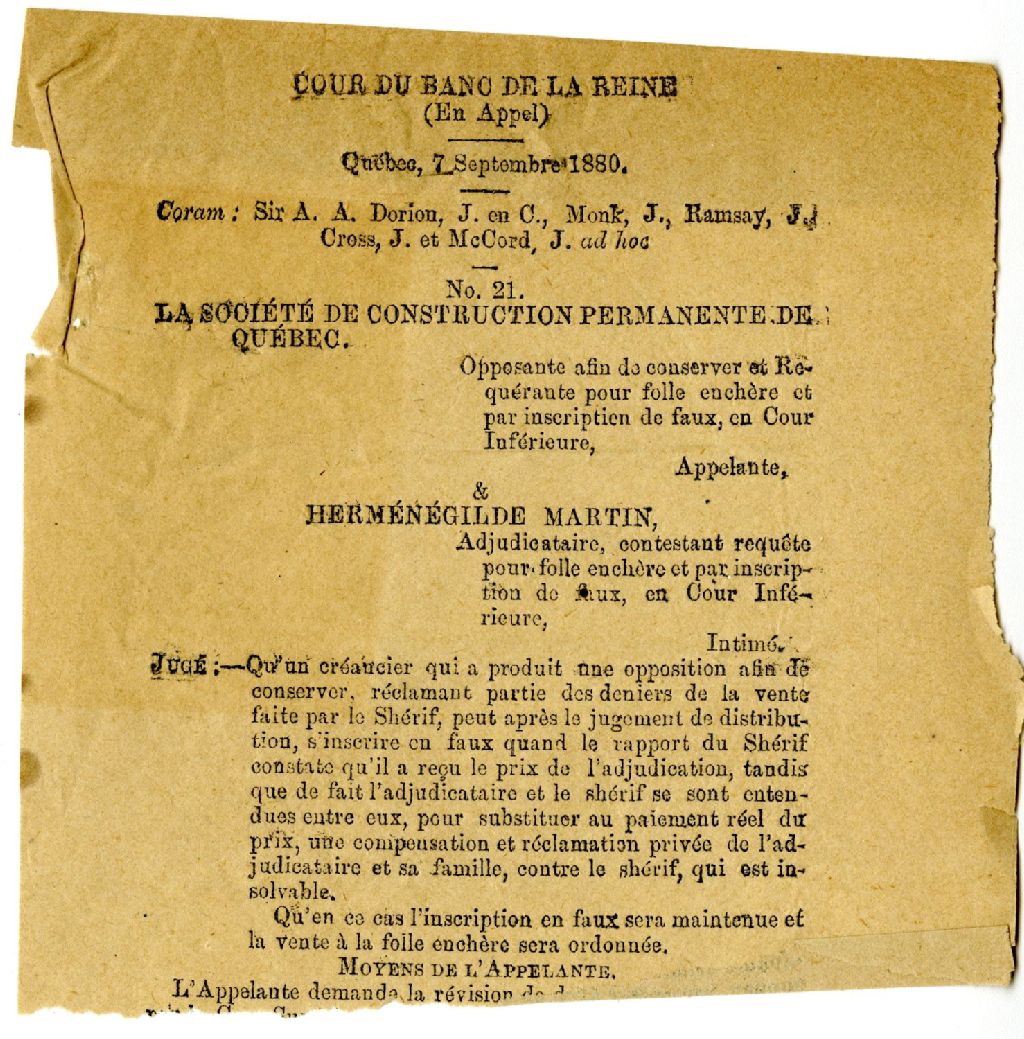 COUR DU BANC DE LA REINE
(En Appel)
Québec, 7 Septembre 1880.
Coram : Sir A. A. Dorion, J. en C., Monk, J., Ramsay, J.,
Cross, J. et McCord, J. ad hoc
No. 21.
LA SOCIÉTÉ DE CONSTRUCTION PERMANENTE DE
QUÉBEC.
Opposante afin de conserver et Re-
quérante pour folle enchère et
par inscription de faux, en Cour
Inférieure,
Appelante,
&
HERMÉNÉGILDE MARTIN,
Adjudicataire, contestant requête
pour folle enchère et par inscrip-
tion de faux, en Cour Infé-
rieure,
Intimé.
JUGÉ :—Qu'un créancier qui a produit une opposition afin de
conserver, réclamant partie des deniers de la vente
faite par le Shérif, peut après le jugement de distribu-
tion, s'inscrire en faux quand le rapport du Shérif
constate qu'il a reçu le prix de l'adjudication, tandis
que de fait l'adjudicataire et le shérif se sont enten-
dues entre eux, pour substituer au paiement réel du
prix, une compensation et réclamation privée de l'ad-
judicataire et sa famille, contre le shérif, qui est in-
solvable.
Qu'en ce cas l'inscription en faux sera maintenue et
la vente à la folle enchère sera ordonnée.
MOYENS DE L'APPELANTE.
L'Appelante demande la révision